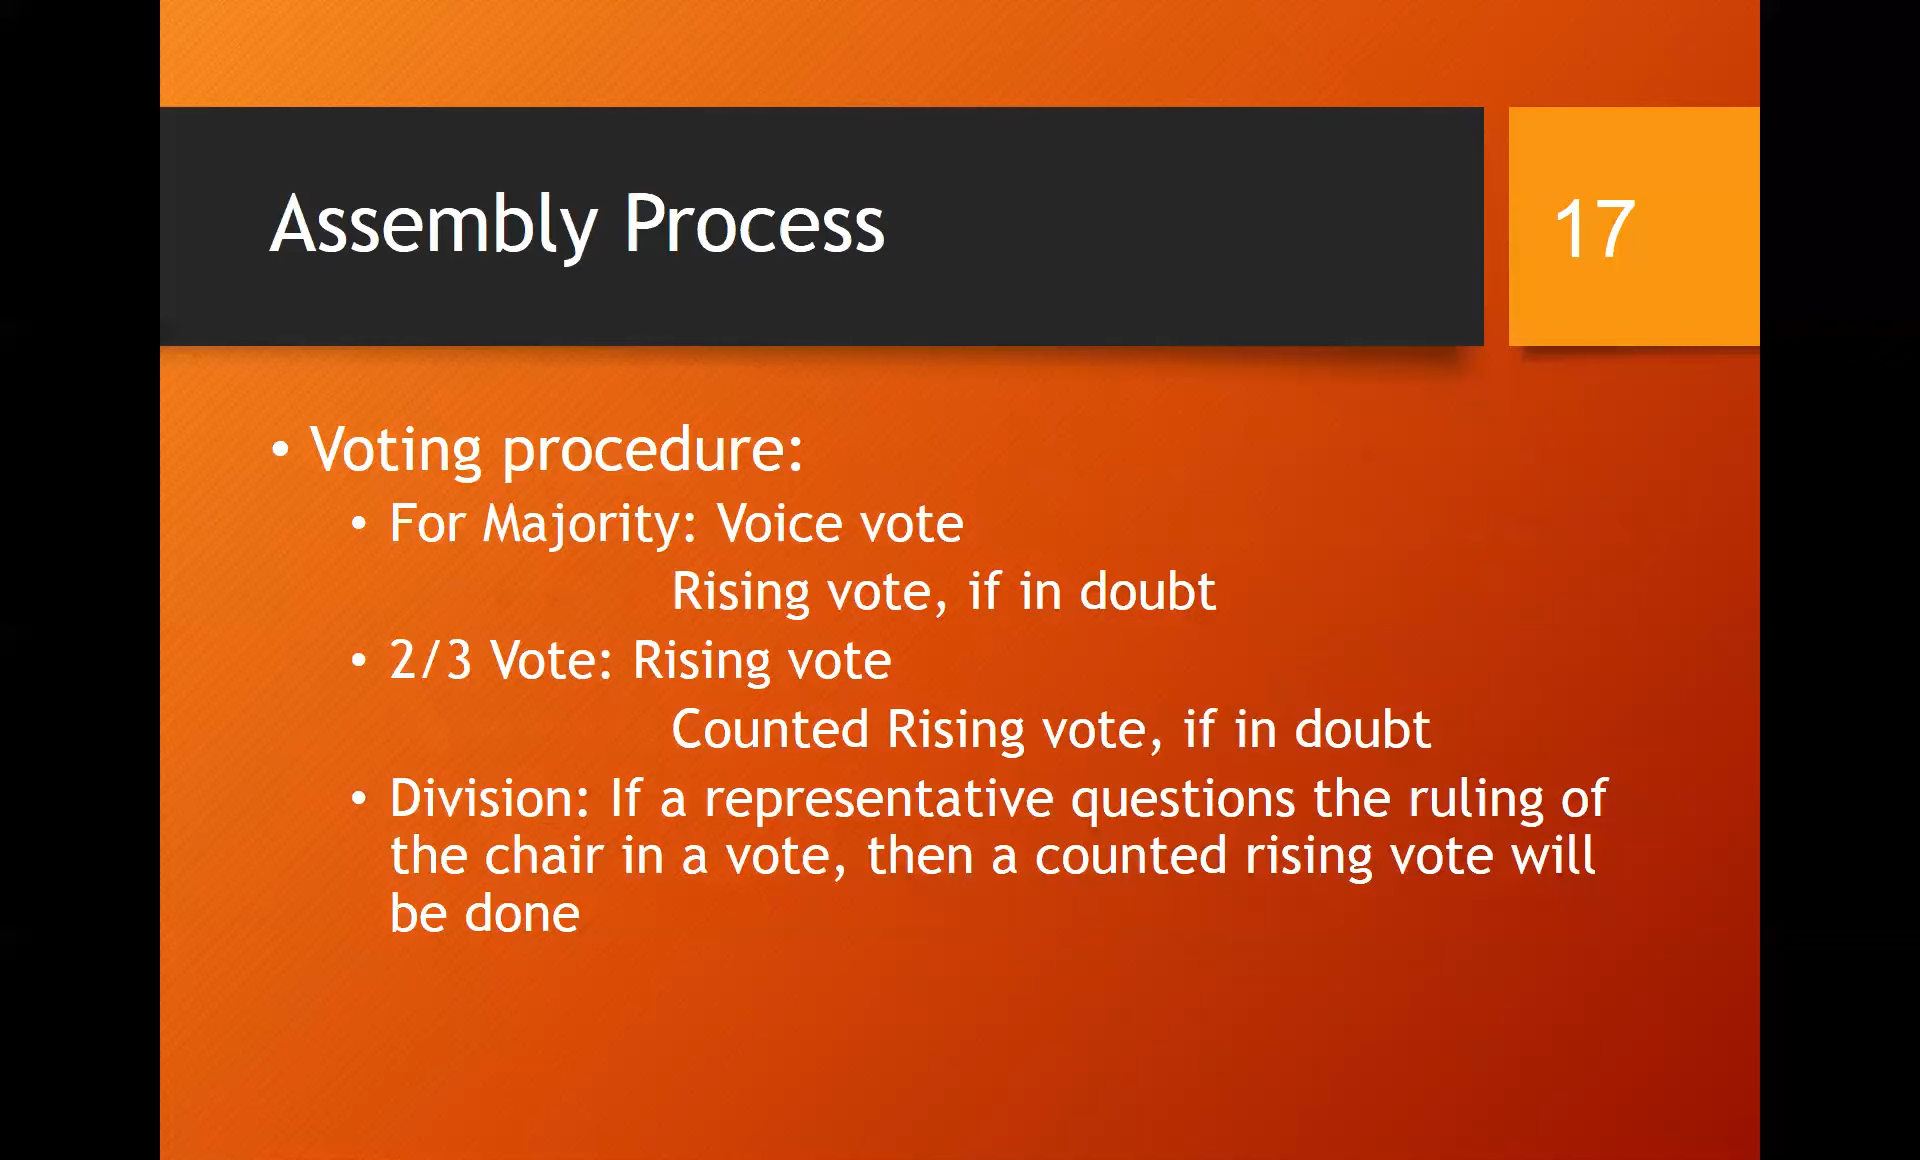 Assembly Process
17
• Voting procedure:
• For Majority: Voice vote
Rising vote, if in doubt
• 2/3 Vote: Rising vote
Counted Rising vote, if in doubt
• Division: If a representative questions the ruling of
the chair in a vote, then a counted rising vote will
be done